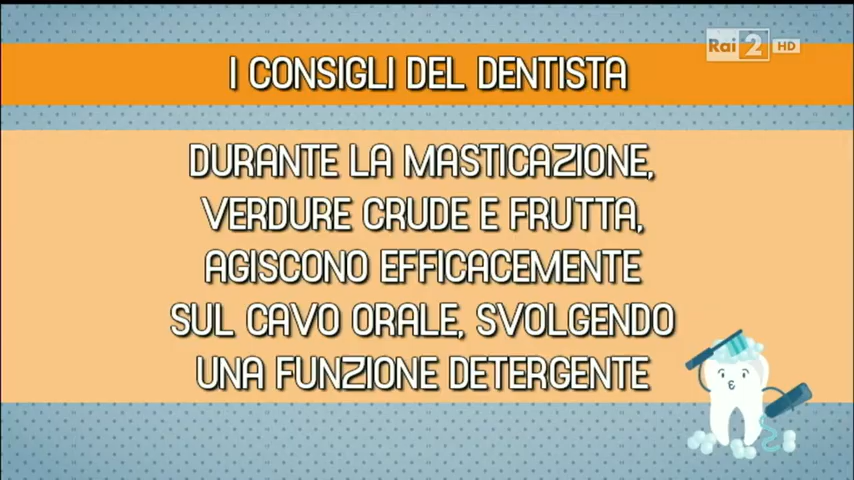 Rai 2 HD
I CONSIGLI DEL DENTISTA
DURANTE LA MASTICAZIONE,
VERDURE CRUDE E FRUTTA,
AGISCONO EFFICACEMENTE
SUL CAVO ORALE, SVOLGENDO
UNA FUNZIONE DETERGENTE